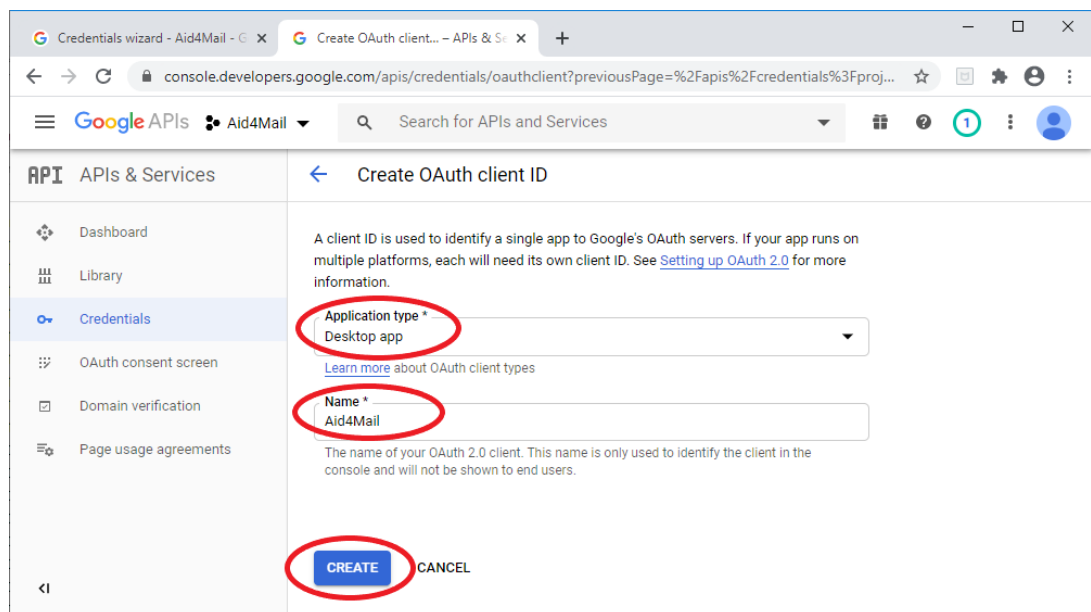 Credentials wizard - Aid4Mail - G
Create OAuth client... – APIs & Se
console.developers.google.com/apis/credentials/oauthclient?previousPage=%2Fapis%2Fcredentials%3Fproj...
Google APIs
Aid4Mail
Search for APIs and Services
1
API APIs & Services
Create OAuth client ID
Dashboard
Library
Credentials
OAuth consent screen
Domain verification
Page usage agreements
A client ID is used to identify a single app to Google's OAuth servers. If your app runs on
multiple platforms, each will need its own client ID. See Setting up OAuth 2.0 for more
information.
Application type *
Desktop app
Learn more about OAuth client types
Name *
Aid4Mail
The name of your OAuth 2.0 client. This name is only used to identify the client in the
console and will not be shown to end users.
CREATE
CANCEL